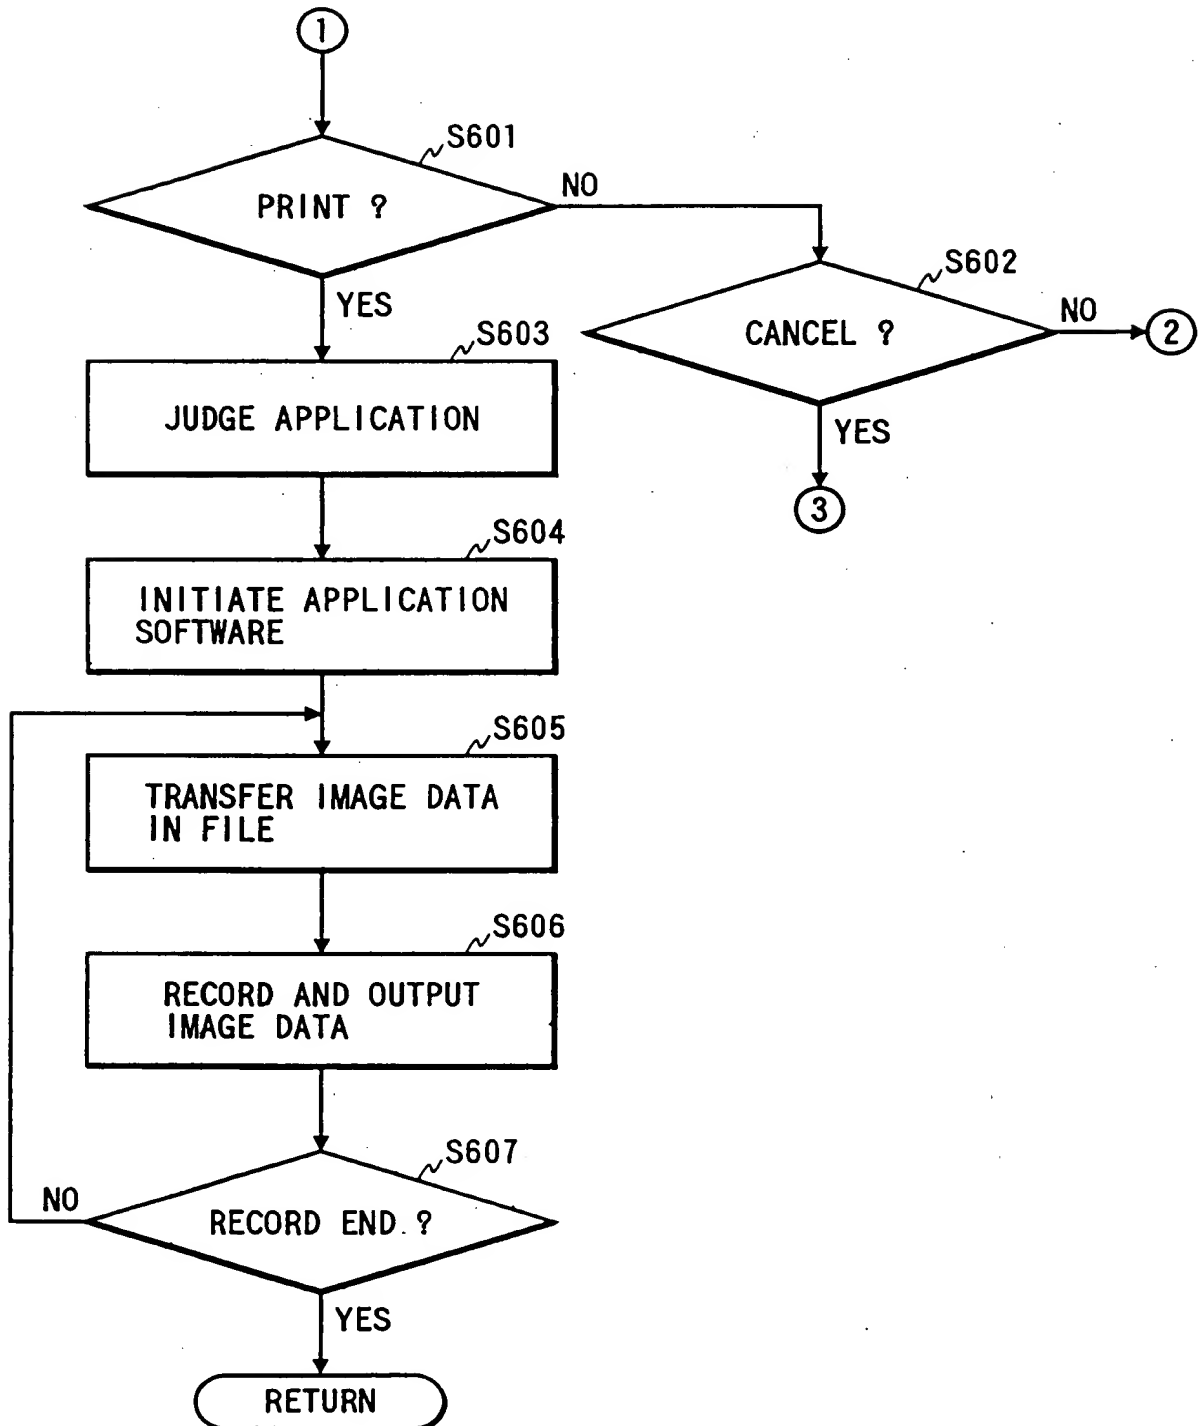 1
S601
PRINT ?
NO
YES
S602
CANCEL ?
NO
2
YES
3
S603
JUDGE APPLICATION
S604
INITIATE APPLICATION
SOFTWARE
S605
TRANSFER IMAGE DATA
IN FILE
S606
RECORD AND OUTPUT
IMAGE DATA
S607
NO
RECORD END ?
YES
RETURN